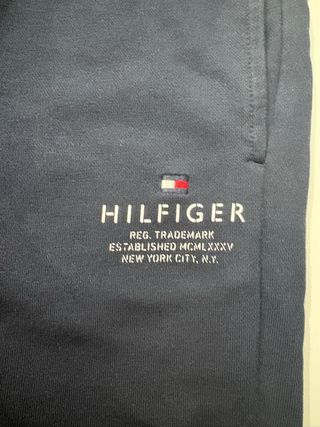 HILFIGER
REG. TRADEMARK
ESTABLISHED MCMLXXXV
NEW YORK CITY, N.Y.